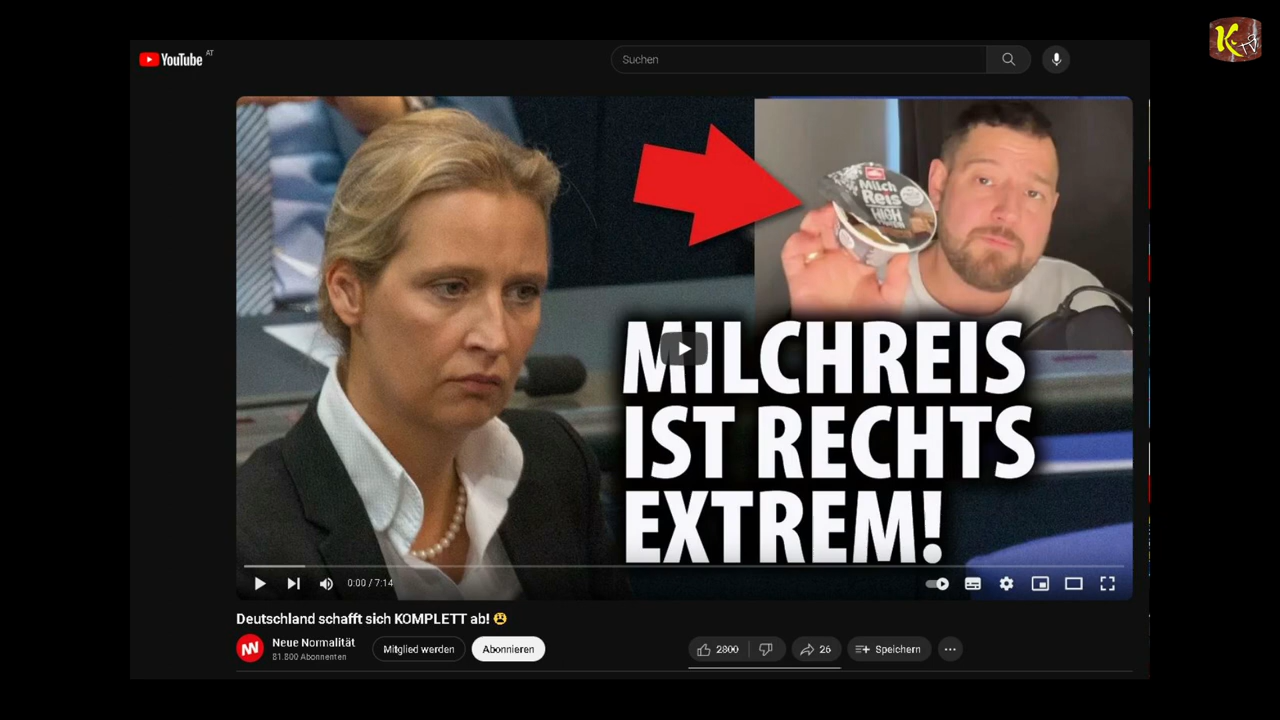 K TV
YouTube AT
Suchen
Milch
Reis
HIGH
MILCHREIS
IST RECHTS
EXTREM!
0:00 / 7:14
Deutschland schafft sich KOMPLETT ab!
Neue Normalität
81.800 Abonnenten
Mitglied werden
Abonnieren
2800
26
Speichern